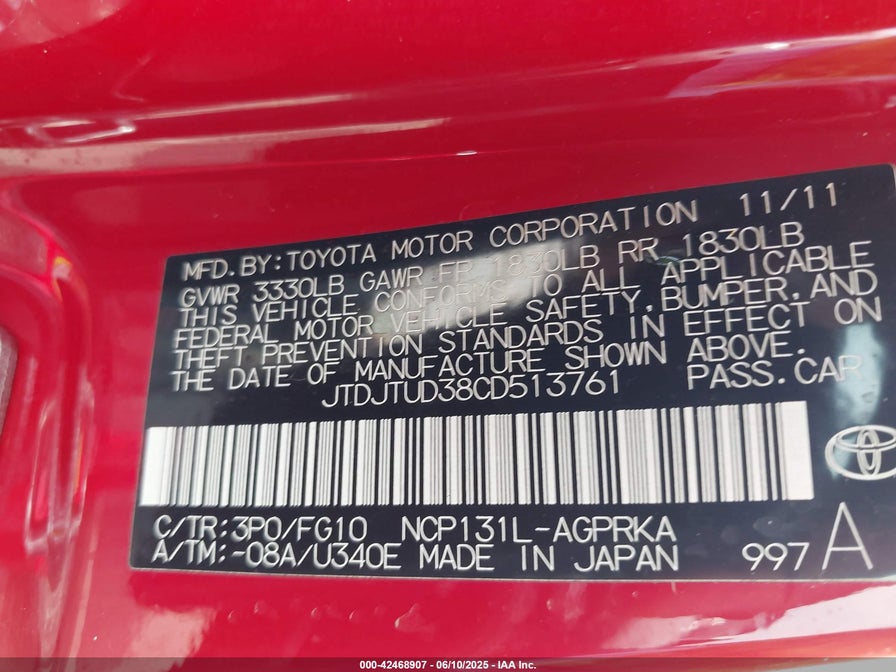 MFD.BY:TOYOTA MOTOR CORPORATION 11/11
GVWR 3330LB GAWR FR 1830LB RR 1830LB
THIS VEHICLE CONFORMS TO ALL APPLICABLE
FEDERAL MOTOR VEHICLE SAFETY,BUMPER,AND
THEFT PREVENTION STANDARDS IN EFFECT ON
THE DATE OF MANUFACTURE SHOWN ABOVE.
JTDJTUD38CD513761 PASS.CAR
C/TR:3P0/FG10 NCP131L-AGPRKA
A/TM:-08A/U340E MADE IN JAPAN 997 A
000-42468907 - 06/10/2025 - IAA Inc.